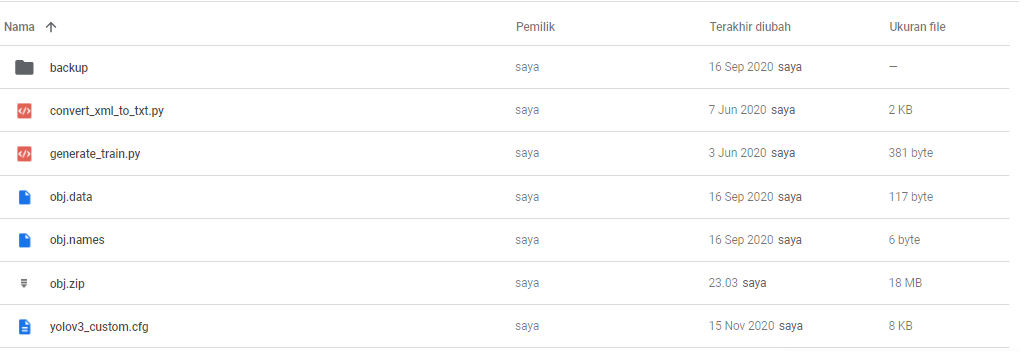 Nama Pemilik Terakhir diubah Ukuran file
backup saya 16 Sep 2020 saya —
convert_xml_to_txt.py saya 7 Jun 2020 saya 2 KB
generate_train.py saya 3 Jun 2020 saya 381 byte
obj.data saya 16 Sep 2020 saya 117 byte
obj.names saya 16 Sep 2020 saya 6 byte
obj.zip saya 23.03 saya 18 MB
yolov3_custom.cfg saya 15 Nov 2020 saya 8 KB